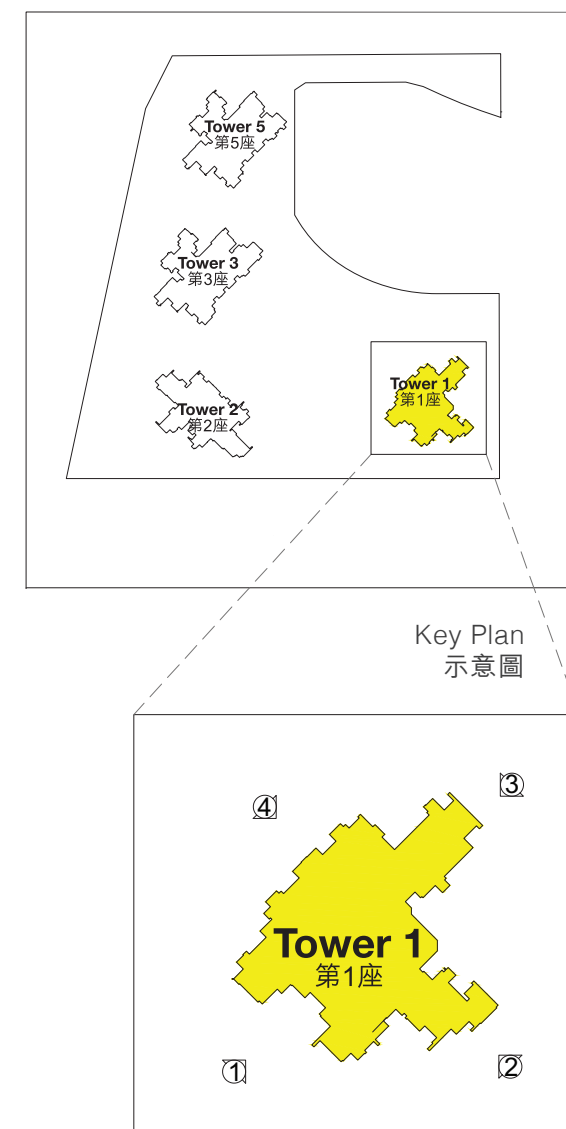 Tower 5
第5座
Tower 3
第3座
Tower 2
第2座
Tower 1
第1座
Key Plan
示意圖
④
③
Tower 1
第1座
①
②